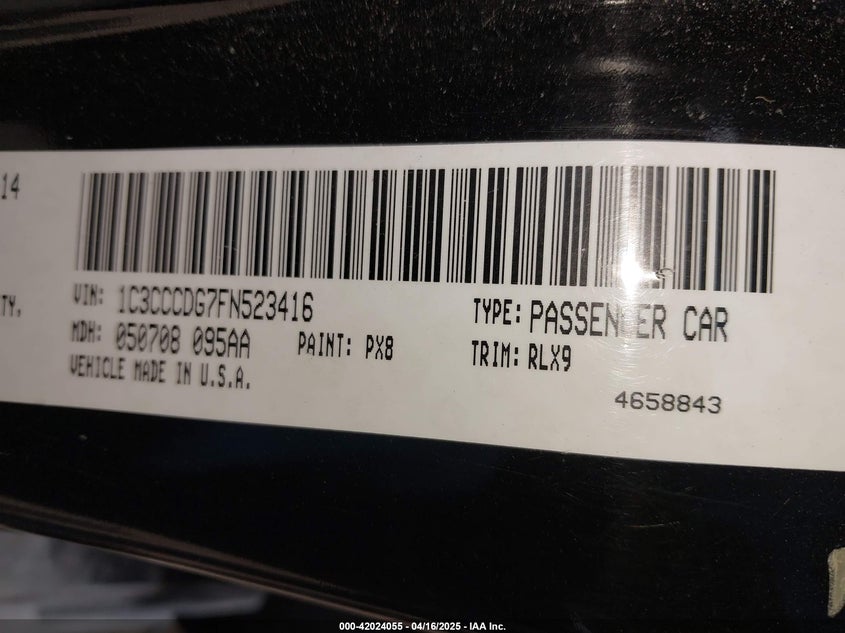 14
TY,
VIN: 1C3CCCDG7FN523416
TYPE: PASSENGER CAR
MDH: 050708 095AA
PAINT: PX8
TRIM: RLX9
VEHICLE MADE IN U.S.A.
4658843
000-42024055 - 04/16/2025 - IAA Inc.